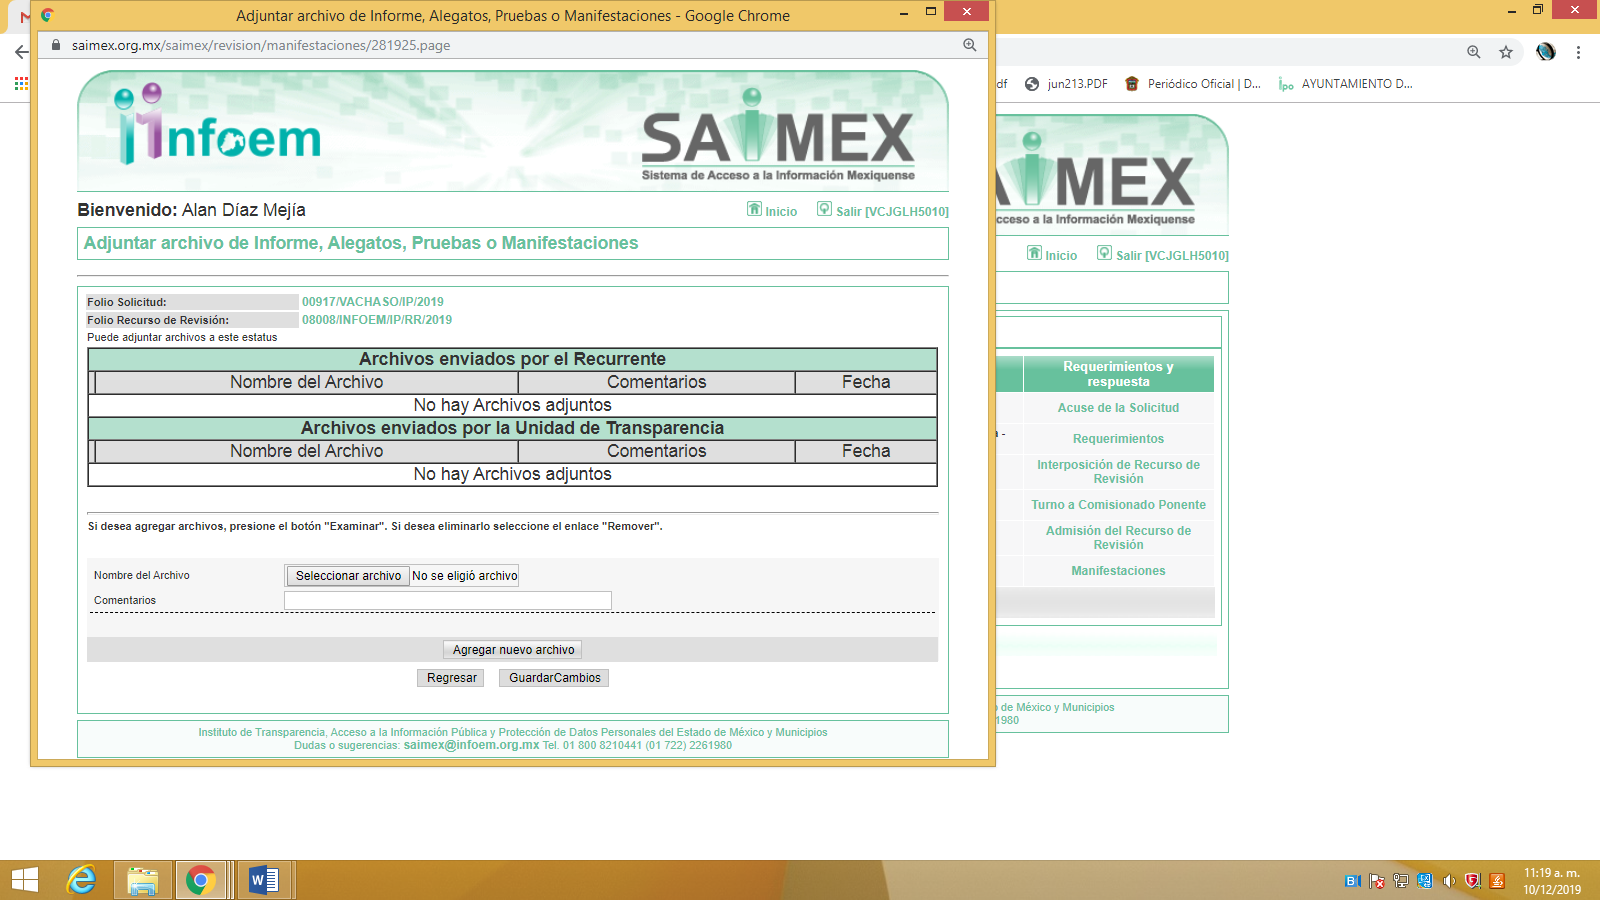 Adjuntar archivo de Informe, Alegatos, Pruebas o Manifestaciones - Google Chrome
saimex.org.mx/saimex/revision/manifestaciones/281925.page
df
jun213.PDF
Periódico Oficial | D...
ipo
AYUNTAMIENTO D...
infoem
SAIMEX
Sistema de Acceso a la Información Mexiquense
Bienvenido: Alan Díaz Mejía
Inicio
Salir [VCJGLH5010]
Adjuntar archivo de Informe, Alegatos, Pruebas o Manifestaciones
Folio Solicitud: 00917/VACHASO/IP/2019
Folio Recurso de Revisión: 08008/INFOEM/IP/RR/2019
Puede adjuntar archivos a este estatus
Archivos enviados por el Recurrente
Nombre del Archivo Comentarios Fecha
No hay Archivos adjuntos
Archivos enviados por la Unidad de Transparencia
Nombre del Archivo Comentarios Fecha
No hay Archivos adjuntos
Si desea agregar archivos, presione el botón "Examinar". Si desea eliminarlo seleccione el enlace "Remover".
Nombre del Archivo Seleccionar archivo No se eligió archivo
Comentarios
Agregar nuevo archivo
Regresar GuardarCambios
Instituto de Transparencia, Acceso a la Información Pública y Protección de Datos Personales del Estado de México y Municipios
Dudas o sugerencias: saimex@infoem.org.mx Tel. 01 800 8210441 (01 722) 2261980
AIMEX
cceso a la Información Mexiquense
Inicio
Salir [VCJGLH5010]
Requerimientos y
respuesta
Acuse de la Solicitud
Requerimientos
Interposición de Recurso de
Revisión
Turno a Comisionado Ponente
Admisión del Recurso de
Revisión
Manifestaciones
de México y Municipios
1980
11:19 a. m.
10/12/2019